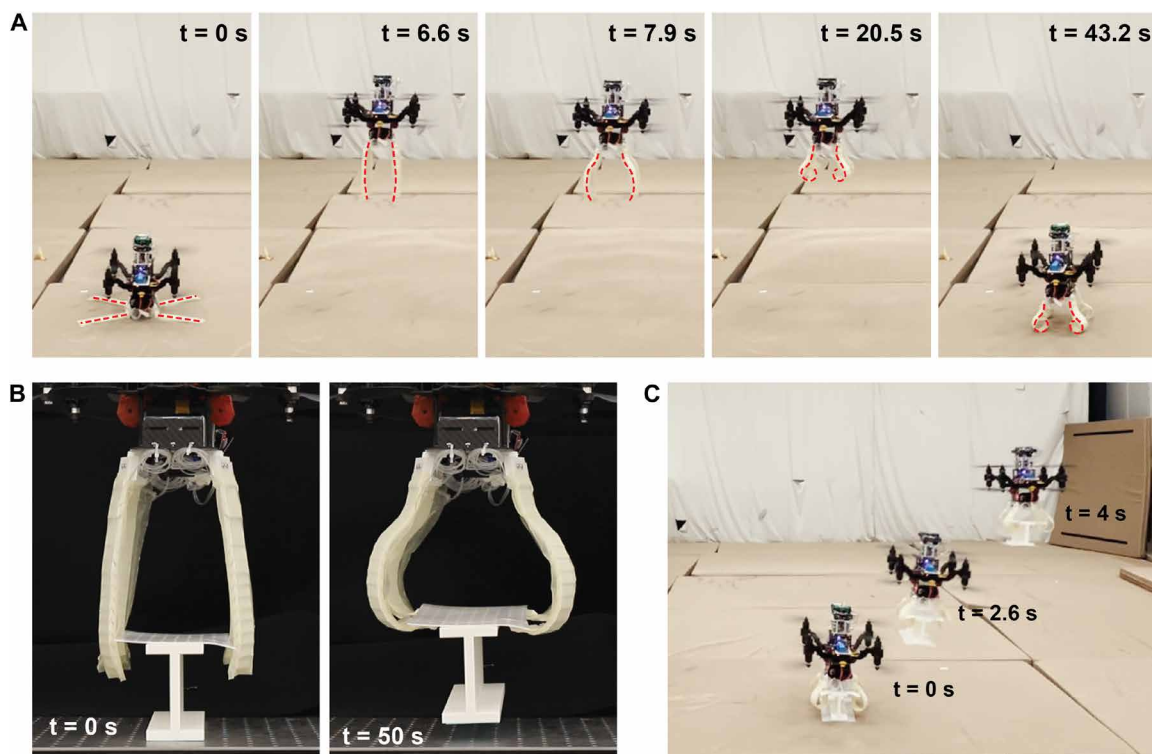 A
t = 0 s
t = 6.6 s
t = 7.9 s
t = 20.5 s
t = 43.2 s
B
t = 0 s
t = 50 s
C
t = 4 s
t = 2.6 s
t = 0 s